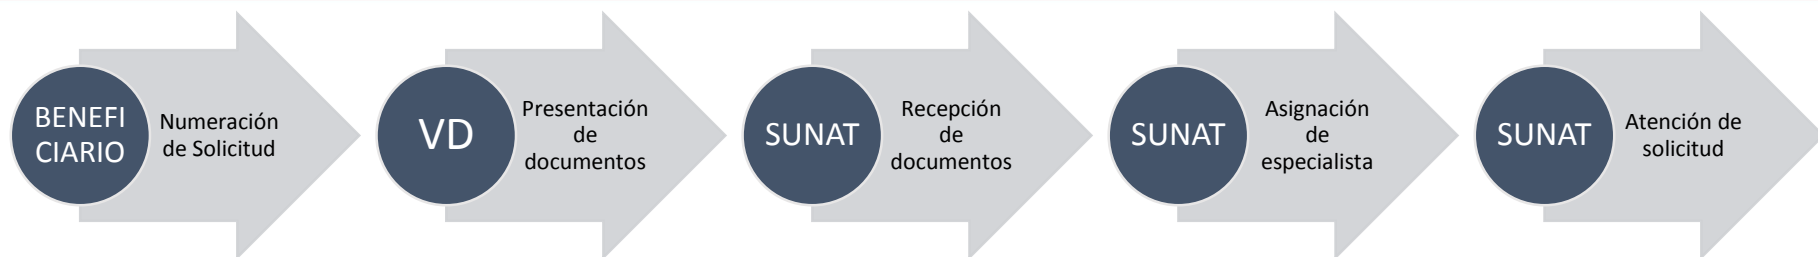 BENEFI
CIARIO
Numeración
de Solicitud
VD
Presentación
de
documentos
SUNAT
Recepción
de
documentos
SUNAT
Asignación
de
especialista
SUNAT
Atención de
solicitud